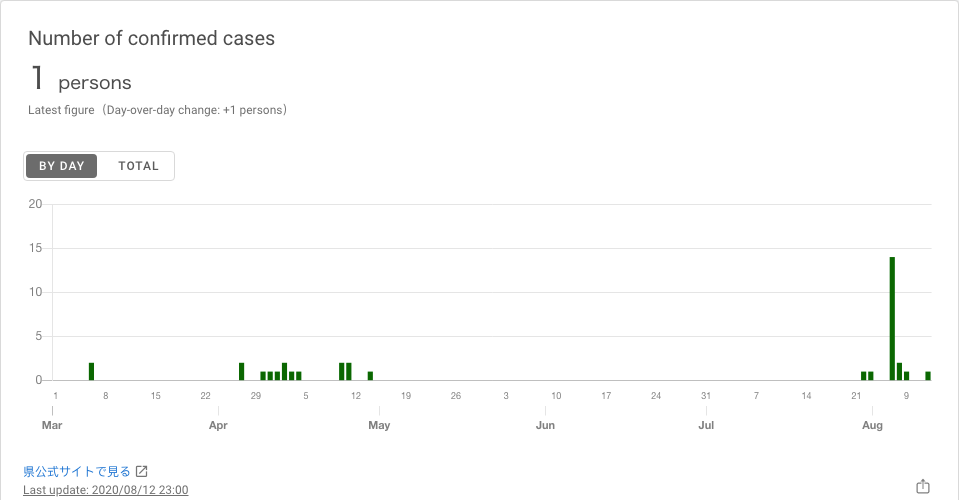 Number of confirmed cases
1 persons
Latest figure（Day-over-day change: +1 persons）
BY DAY TOTAL
20
15
10
5
0
1 8 15 22 29 5 12 19 26 3 10 17 24 31 7 14 21 9
Mar Apr May Jun Jul Aug
県公式サイトで見る
Last update: 2020/08/12 23:00